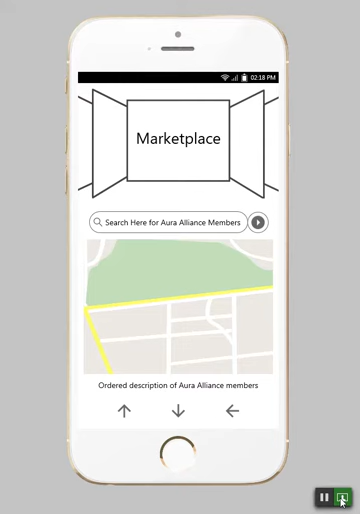 02:18 PM
Marketplace
Search Here for Aura Alliance Members
Ordered description of Aura Alliance members